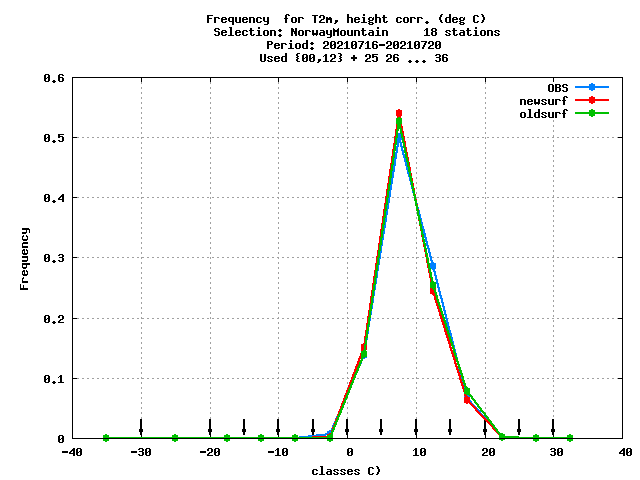 Frequency  for T2m, height corr. (deg C)
Selection: NorwayMountain     18 stations
Period: 20210716-20210720
Used {00,12} + 25 26 ... 36
OBS
newsurf
oldsurf
0.6
0.5
0.4
0.3
0.2
0.1
0
Frequency
-40 -30 -20 -10 0 10 20 30 40
classes C)